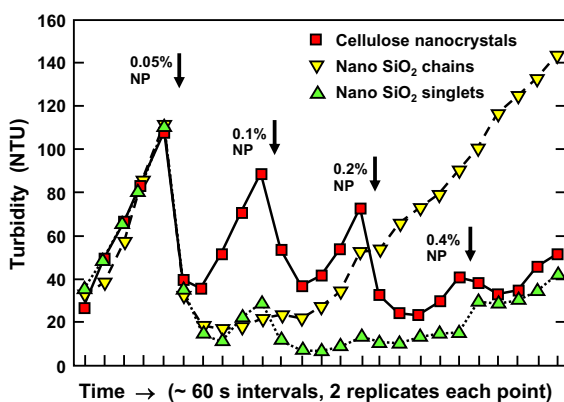 160
140
120
100
80
60
40
20
0
Turbidity (NTU)
0.05%
NP
0.1%
NP
0.2%
NP
0.4%
NP
Cellulose nanocrystals
Nano SiO₂ chains
Nano SiO₂ singlets
Time → (~ 60 s intervals, 2 replicates each point)